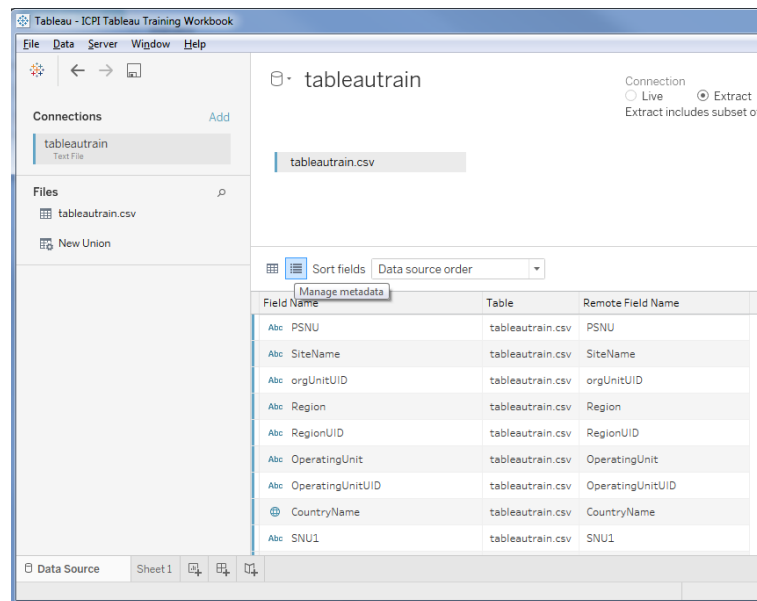 Tableau - ICPI Tableau Training Workbook
File Data Server Window Help
tableautrain
Connection
Live Extract
Extract includes subset o
Connections Add
tableautrain
Text File
tableautrain.csv
Files
tableautrain.csv
New Union
Sort fields Data source order
Manage metadata
Field Name Table Remote Field Name
Abc PSNU tableautrain.csv PSNU
Abc SiteName tableautrain.csv SiteName
Abc orgUnitUID tableautrain.csv orgUnitUID
Abc Region tableautrain.csv Region
Abc RegionUID tableautrain.csv RegionUID
Abc OperatingUnit tableautrain.csv OperatingUnit
Abc OperatingUnitUID tableautrain.csv OperatingUnitUID
CountryName tableautrain.csv CountryName
Abc SNU1 tableautrain.csv SNU1
Data Source Sheet 1